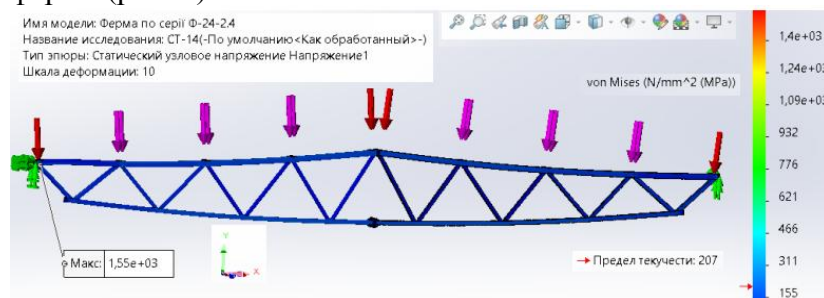 Имя модели: Ферма по серії Ф-24-2.4
Название исследования: СТ-14(-По умолчанию<Как обработанный>-)
Тип эпюры: Статический узловое напряжение Напряжение1
Шкала деформации: 10
von Mises (N/mm^2 (MPa))
1,4e+03
1,24e+03
1,09e+03
932
776
621
466
311
155
Макс: 1,55e+03
Y
X
Предел текучести: 207